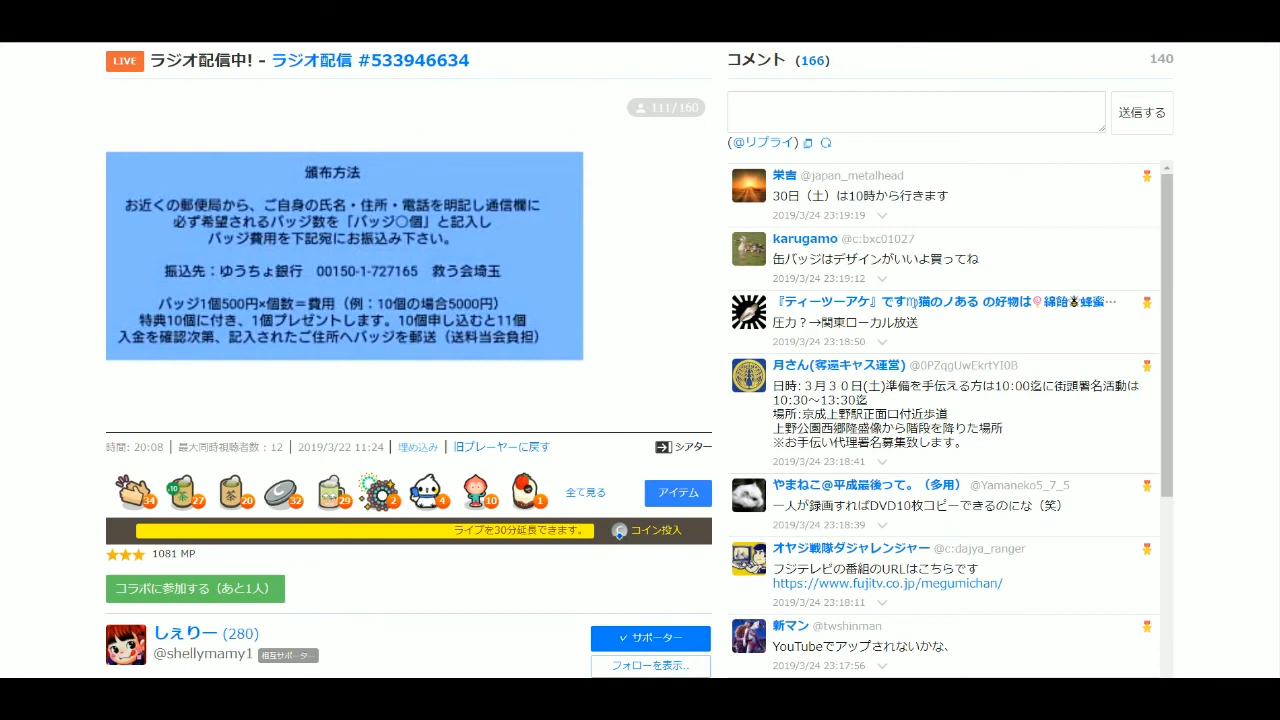 LIVE ラジオ配信中! - ラジオ配信 #533946634
111/160
頒布方法
お近くの郵便局から、ご自身の氏名・住所・電話を明記し通信欄に
必ず希望されるバッジ数を「バッジ○個」と記入し
バッジ費用を下記宛にお振込み下さい。
振込先:ゆうちょ銀行 00150-1-727165 救う会埼玉
バッジ1個500円×個数=費用(例:10個の場合5000円)
特典10個に付き、1個プレゼントします。10個申し込むと11個
入金を確認次第、記入されたご住所へバッジを郵送(送料当会負担)
時間: 20:08 | 最大同時視聴者数 : 12 | 2019/3/22 11:24 | 埋め込み | 旧プレーヤーに戻す
シアター
34 +10 茶 27 茶 20 32 29 2 4 10 1 全て見る アイテム
ライブを30分延長できます。 C コイン投入
1081 MP
コラボに参加する(あと1人)
しぇりー (280)
@shellymamy1 相互サポーター
✓ サポーター
フォローを表示..
コメント (166) 140
送信する
(@リプライ)
栄吉 @japan_metalhead
30日(土)は10時から行きます
2019/3/24 23:19:19
karugamo @c:bxc01027
缶バッジはデザインがいいよ買ってね
2019/3/24 23:19:12
『ティーツーアケ』です♍猫のノある の好物は🍭綿飴🍯蜂蜜…
圧力?→関東ローカル放送
2019/3/24 23:18:50
月さん(奪還キャス運営) @0PZqgUwEkrtYI0B
日時:3月30日(土)準備を手伝える方は10:00迄に街頭署名活動は
10:30~13:30迄
場所:京成上野駅正面口付近歩道
上野公園西郷隆盛像から階段を降りた場所
※お手伝い代理署名募集致します。
2019/3/24 23:18:41
やまねこ@平成最後って。(多用) @Yamaneko5_7_5
一人が録画すればDVD10枚コピーできるのにな(笑)
2019/3/24 23:18:39
オヤジ戦隊ダジャレンジャー @c:dajya_ranger
フジテレビの番組のURLはこちらです
https://www.fujitv.co.jp/megumichan/
2019/3/24 23:18:11
新マン @twshinman
YouTubeでアップされないかな、
2019/3/24 23:17:56